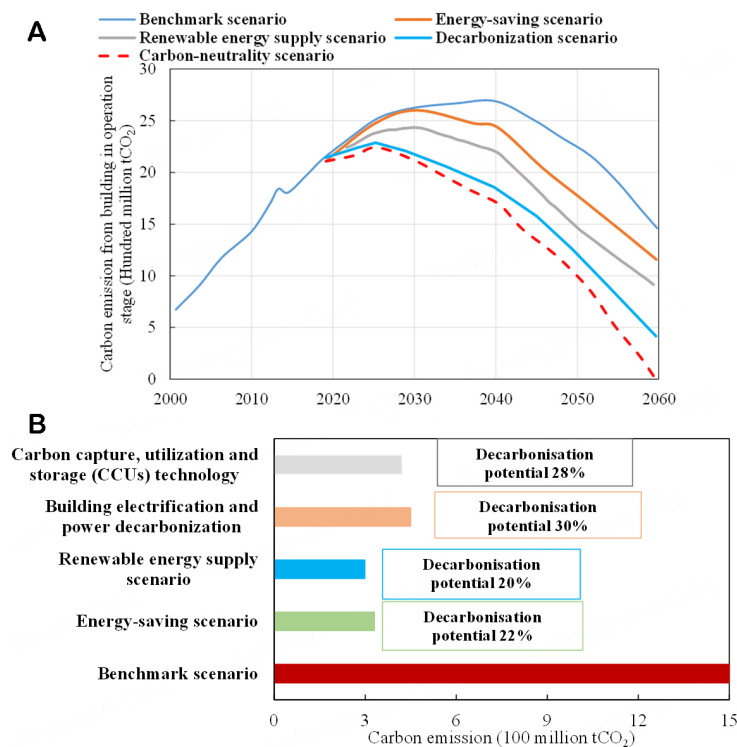 A
Benchmark scenario
Energy-saving scenario
Renewable energy supply scenario
Decarbonization scenario
Carbon-neutrality scenario
Carbon emission from building in operation
stage (Hundred million tCO₂)
30
25
20
15
10
5
0
2000 2010 2020 2030 2040 2050 2060
B
Carbon capture, utilization and
storage (CCUs) technology
Decarbonisation
potential 28%
Building electrification and
power decarbonization
Decarbonisation
potential 30%
Renewable energy supply
scenario
Decarbonisation
potential 20%
Energy-saving scenario
Decarbonisation
potential 22%
Benchmark scenario
0 3 6 9 12 15
Carbon emission (100 million tCO₂)